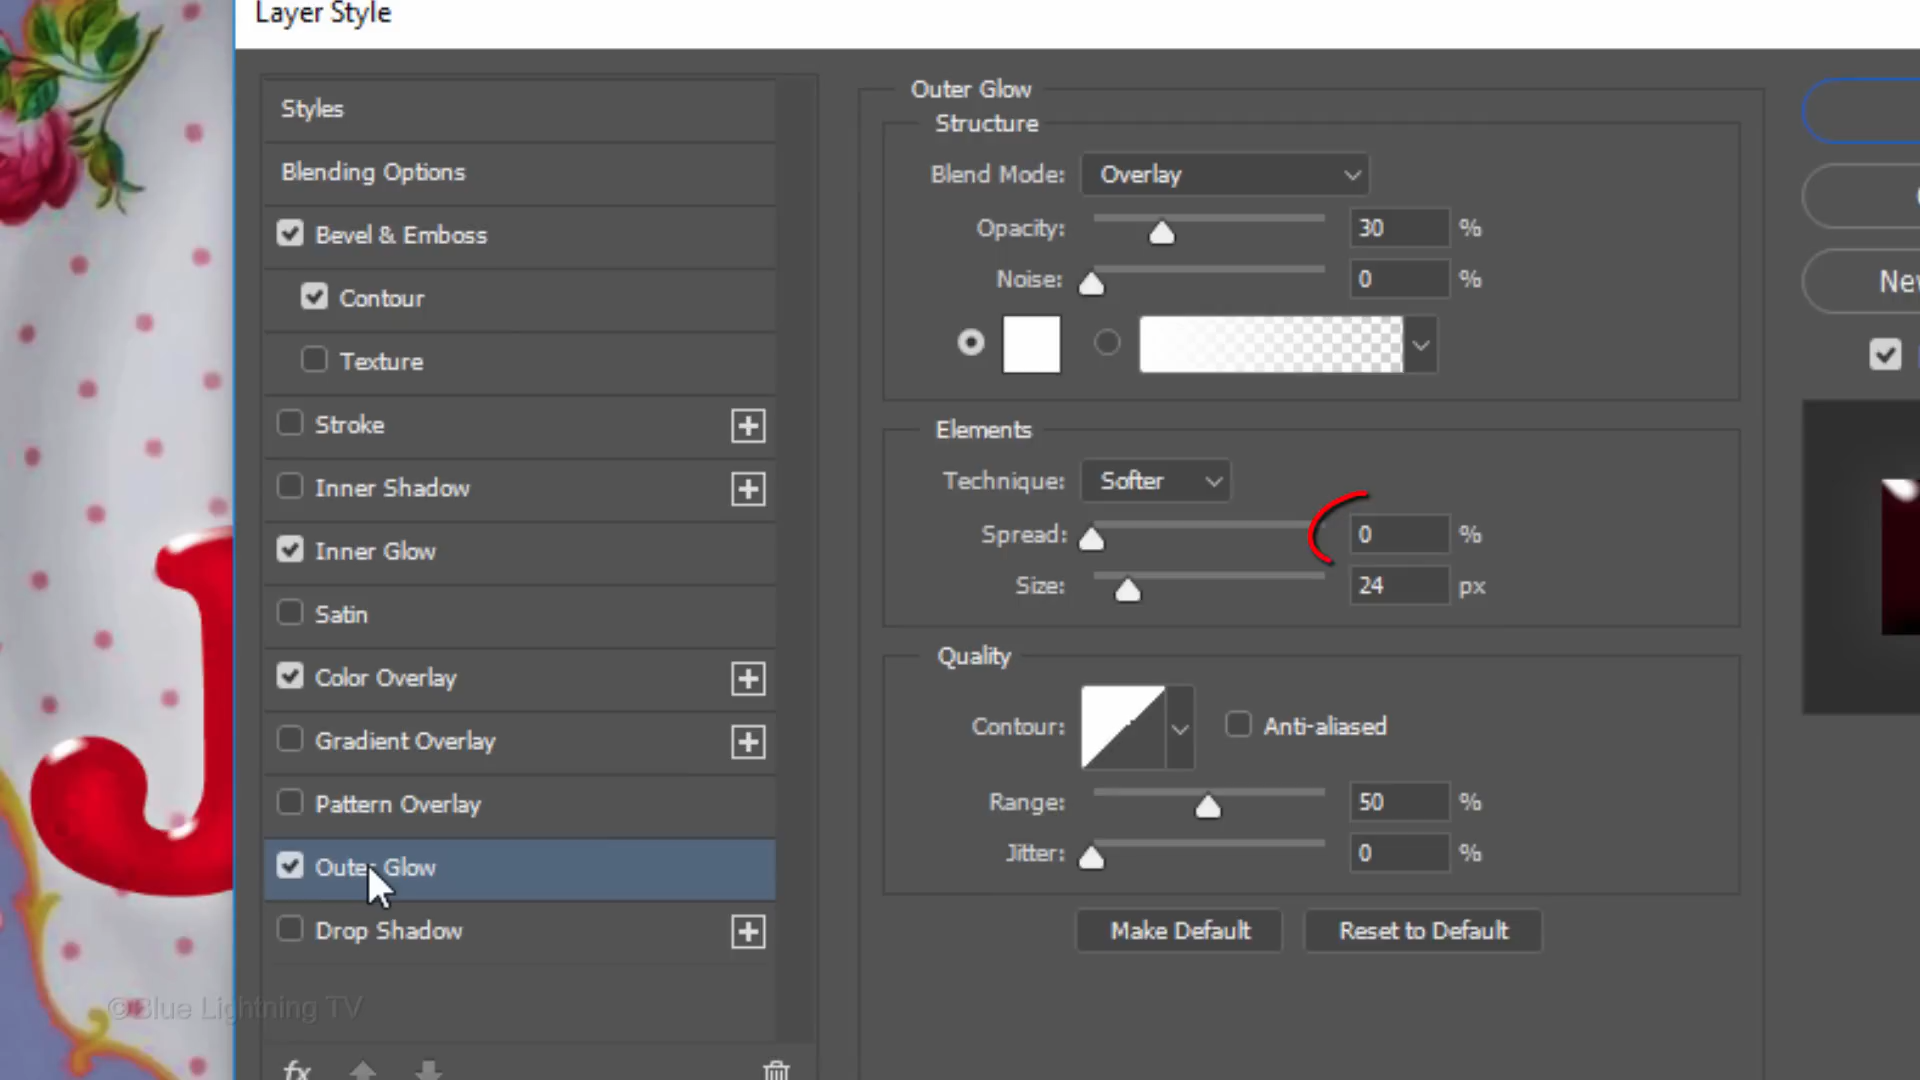 Layer Style
Styles
Blending Options
Bevel & Emboss
Contour
Texture
Stroke
Inner Shadow
Inner Glow
Satin
Color Overlay
Gradient Overlay
Pattern Overlay
Outer Glow
Drop Shadow
fx
Outer Glow
Structure
Blend Mode: Overlay
Opacity: 30 %
Noise: 0 %
Elements
Technique: Softer
Spread: 0 %
Size: 24 px
Quality
Contour: Anti-aliased
Range: 50 %
Jitter: 0 %
Make Default Reset to Default
J
©Blue Lightning TV